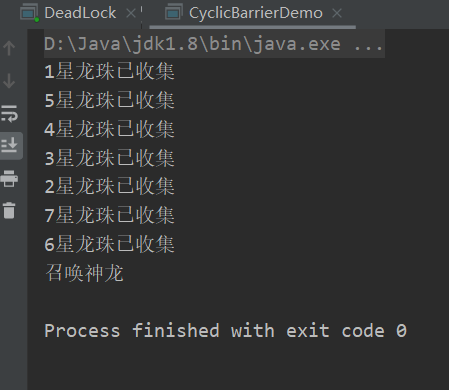 DeadLock CyclicBarrierDemo
D:\Java\jdk1.8\bin\java.exe ...
1星龙珠已收集
5星龙珠已收集
4星龙珠已收集
3星龙珠已收集
2星龙珠已收集
7星龙珠已收集
6星龙珠已收集
召唤神龙
Process finished with exit code 0